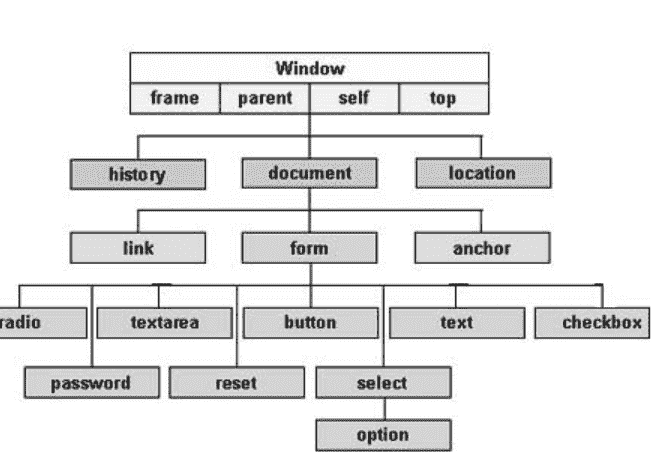 Window
frame parent self top
history document location
link form anchor
radio textarea button text checkbox
password reset select
option